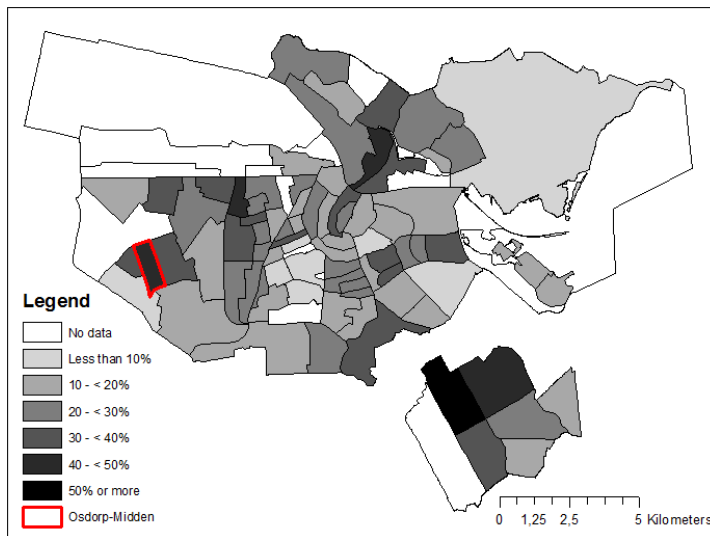 Legend
No data
Less than 10%
10 - < 20%
20 - < 30%
30 - < 40%
40 - < 50%
50% or more
Osdorp-Midden
0 1,25 2,5 5 Kilometers